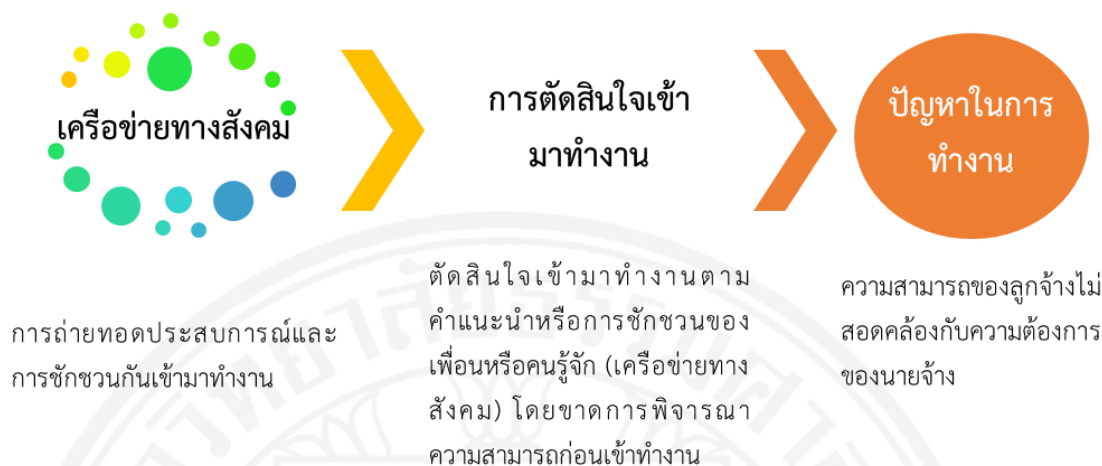 เครือข่ายทางสังคม
การตัดสินใจเข้า
มาทำงาน
ปัญหาในการ
ทำงาน
การถ่ายทอดประสบการณ์และ
การชักชวนกันเข้ามาทำงาน
ตัดสินใจเข้ามาทำงานตาม
คำแนะนำหรือการชักชวนของ
เพื่อนหรือคนรู้จัก (เครือข่ายทาง
สังคม) โดยขาดการพิจารณา
ความสามารถก่อนเข้าทำงาน
ความสามารถของลูกจ้างไม่
สอดคล้องกับความต้องการ
ของนายจ้าง